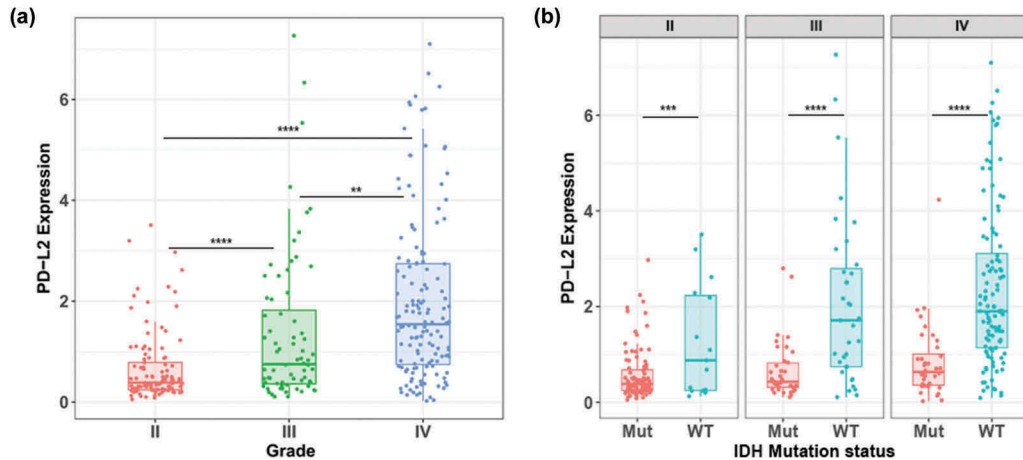 (a)
PD-L2 Expression
6
4
2
0
****
**
****
II III IV
Grade
(b)
II III IV
PD-L2 Expression
6
4
2
0
*** **** ****
Mut WT Mut WT Mut WT
IDH Mutation status